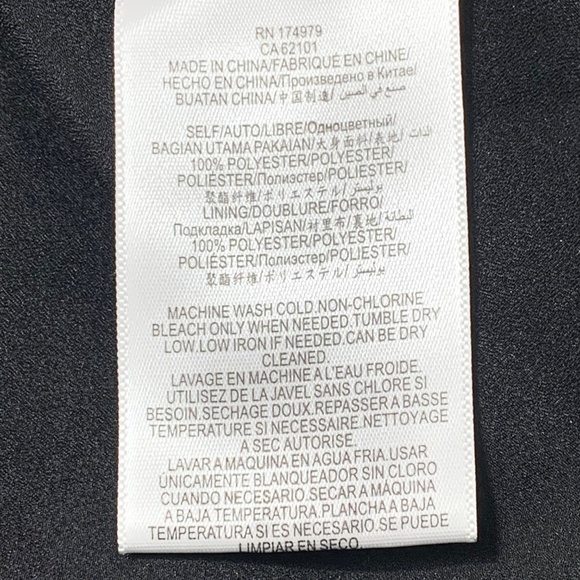 RN 174979
CA 62101
MADE IN CHINA/FABRIQUÉ EN CHINE/
HECHO EN CHINA/Произведено в Китае/
BUATAN CHINA/中国制造/ صنع في الصين
SELF/AUTO/LIBRE/Одноцветный/
BAGIAN UTAMA PAKAIAN/大身面料/表地/ الذات
100% POLYESTER/POLYESTER/
POLIÉSTER/Полиэстер/POLYESTER/
聚酯纤维/ポリエステル/ بوليستر
LINING/DOUBLURE/FORRO/
Подкладка/LAPISAN/衬里布/裏地/ البطانة
100% POLYESTER/POLYESTER/
POLIÉSTER/Полиэстер/POLYESTER/
聚酯纤维/ポリエステル/ بوليستر
MACHINE WASH COLD.NON-CHLORINE
BLEACH ONLY WHEN NEEDED.TUMBLE DRY
LOW.LOW IRON IF NEEDED.CAN BE DRY
CLEANED.
LAVAGE EN MACHINE A L'EAU FROIDE.
UTILISEZ DE LA JAVEL SANS CHLORE SI
BESOIN.SECHAGE DOUX.REPASSER A BASSE
TEMPERATURE SI NECESSAIRE.NETTOYAGE
A SEC AUTORISE.
LAVAR A MAQUINA EN AGUA FRIA.USAR
ÚNICAMENTE BLANQUEADOR SIN CLORO
CUANDO NECESARIO.SECAR A MÁQUINA
A BAJA TEMPERATURA.PLANCHA A BAJA
TEMPERATURA SI ES NECESARIO.SE PUEDE
LIMPIAR EN SECO.